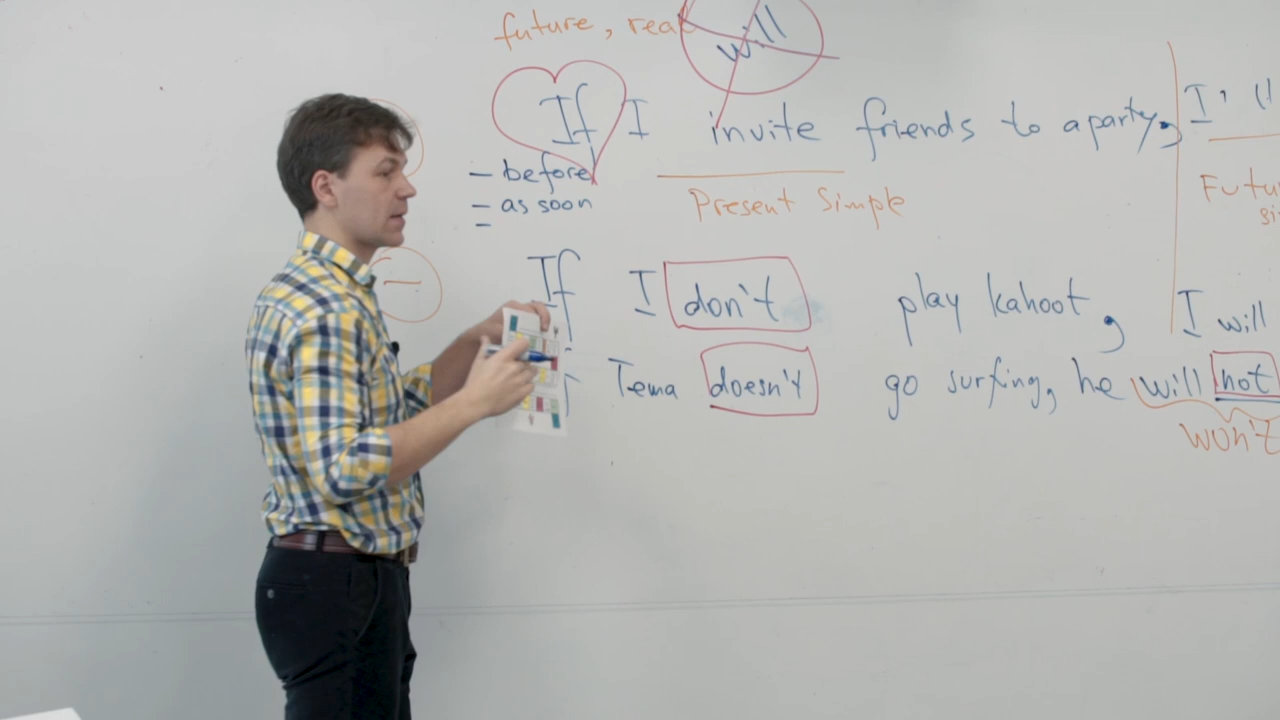 future, real will
If I invite friends to a party, I'll
- before
- as soon
Present Simple
If I don't play kahoot, I will
Tema doesn't go surfing, he will not
won't